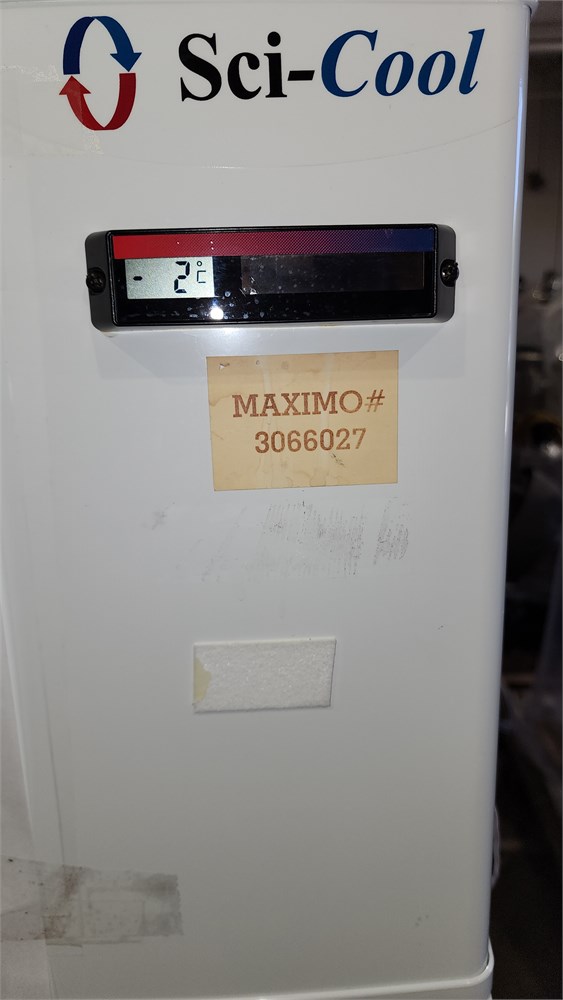 Sci-Cool
- 2°C
MAXIMO#
3066027